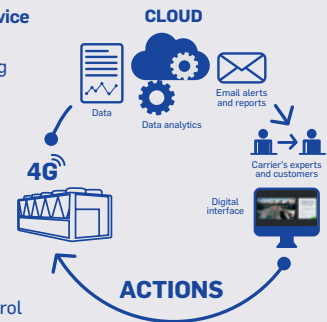 vice
CLOUD
g
Data
Data analytics
Email alerts
and reports
4G
Carrier's experts
and customers
Digital
interface
ACTIONS
rol